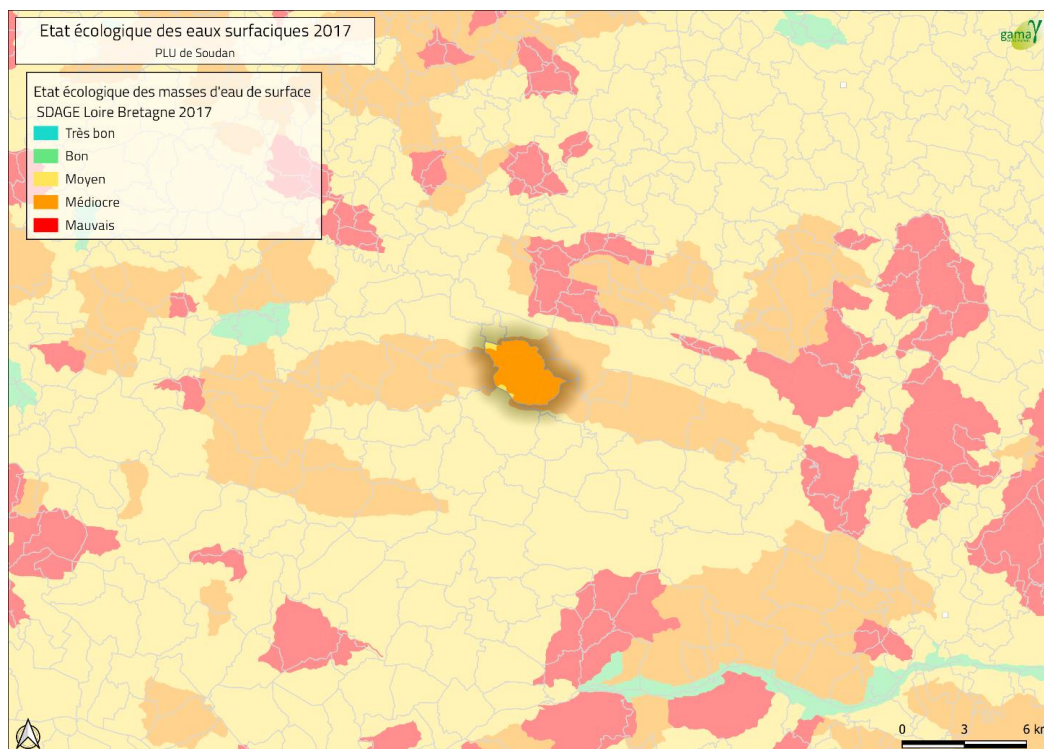 Etat écologique des eaux surfaciques 2017
PLU de Soudan
gama
Etat écologique des masses d'eau de surface
SDAGE Loire Bretagne 2017
Très bon
Bon
Moyen
Médiocre
Mauvais
0 3 6 km